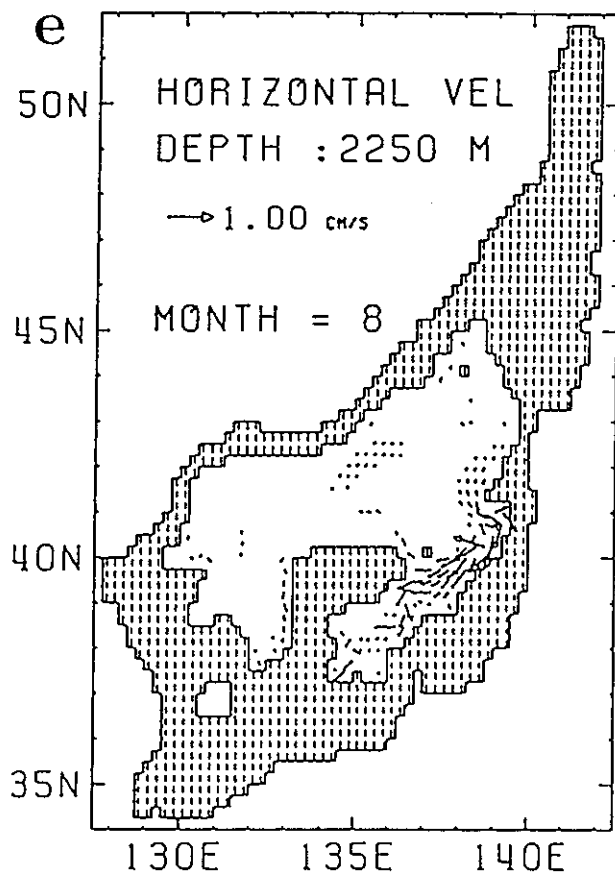 e
HORIZONTAL VEL
50N
DEPTH : 2250 M
1.00 CM/S
45N
MONTH = 8
40N
35N
130E 135E 140E